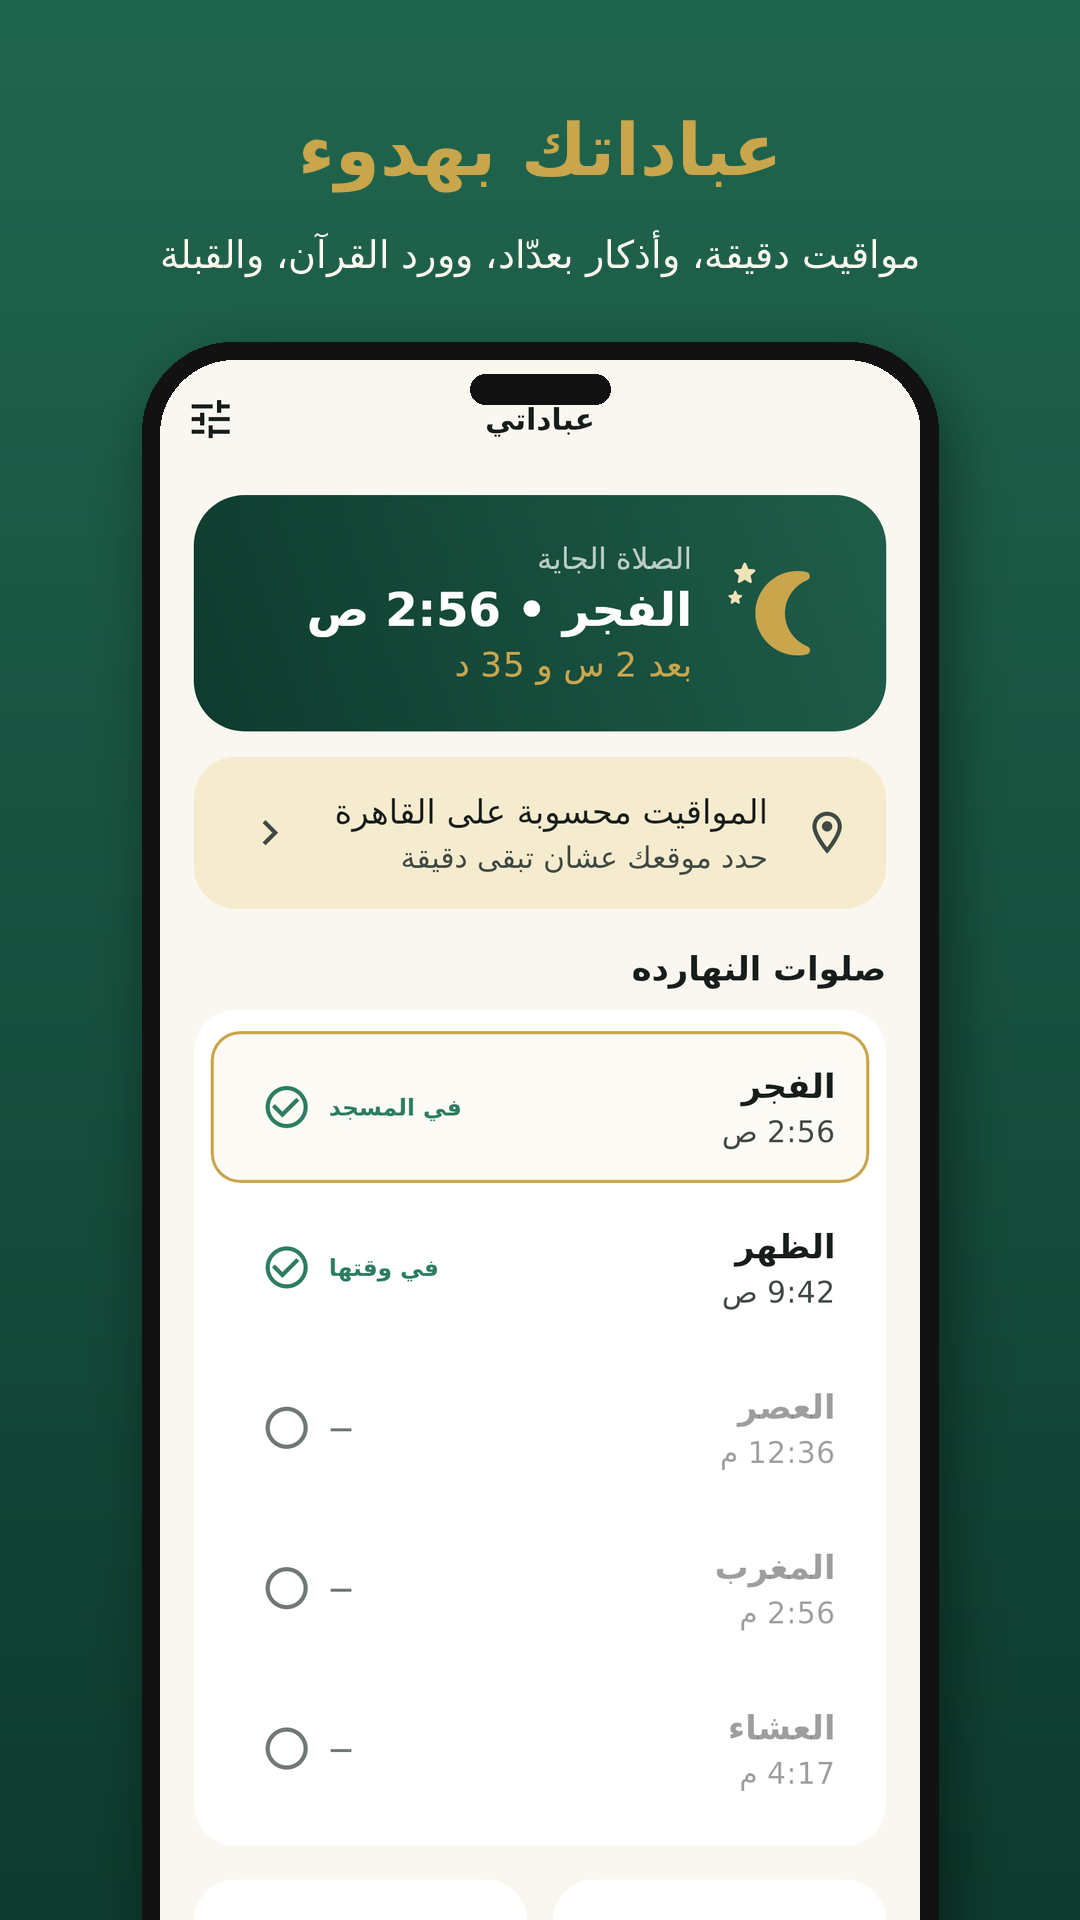 عباداتك بهدوء
مواقيت دقيقة، وأذكار بعدّاد، وورد القرآن، والقبلة
عباداتي
الصلاة الجاية
الفجر • 2:56 ص
بعد 2 س و 35 د
المواقيت محسوبة على القاهرة
حدد موقعك عشان تبقى دقيقة
صلوات النهارده
الفجر
2:56 ص
في المسجد
الظهر
9:42 ص
في وقتها
العصر
12:36 م
–
المغرب
2:56 م
–
العشاء
4:17 م
–